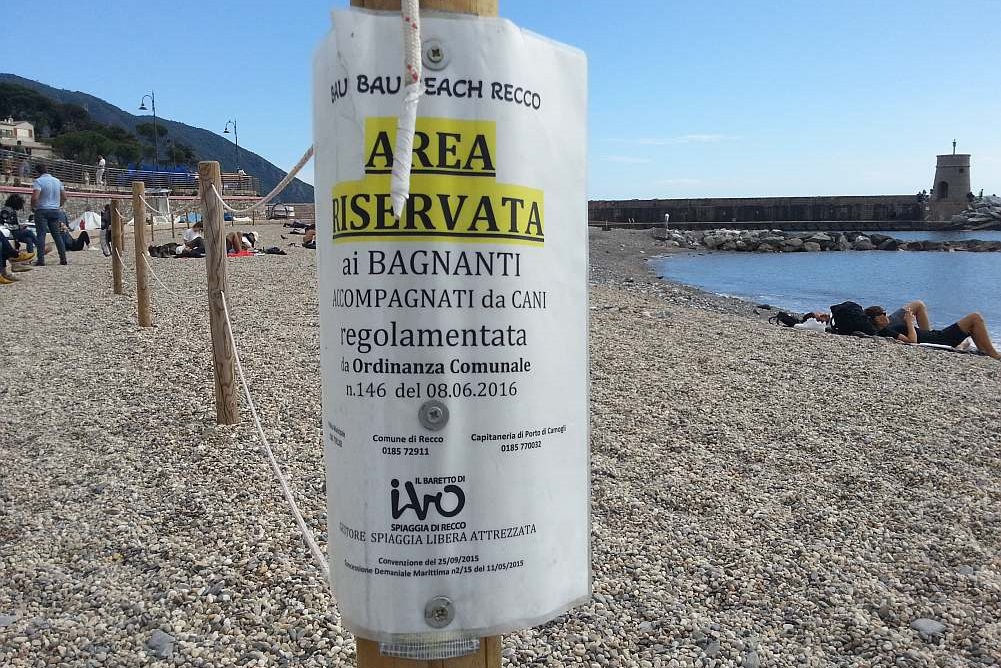 BAU BAU BEACH RECCO
AREA
RISERVATA
ai BAGNANTI
ACCOMPAGNATI da CANI
regolamentata
da Ordinanza Comunale
n.146 del 08.06.2016
Comune di Recco
0185 72911
Capitaneria di Porto di Camogli
0185 770032
IL BARETTO DI
ivo
SPIAGGIA DI RECCO
GESTORE SPIAGGIA LIBERA ATTREZZATA
Convenzione del 25/09/2015
Concessione Demaniale Marittima n2/15 del 11/05/2015